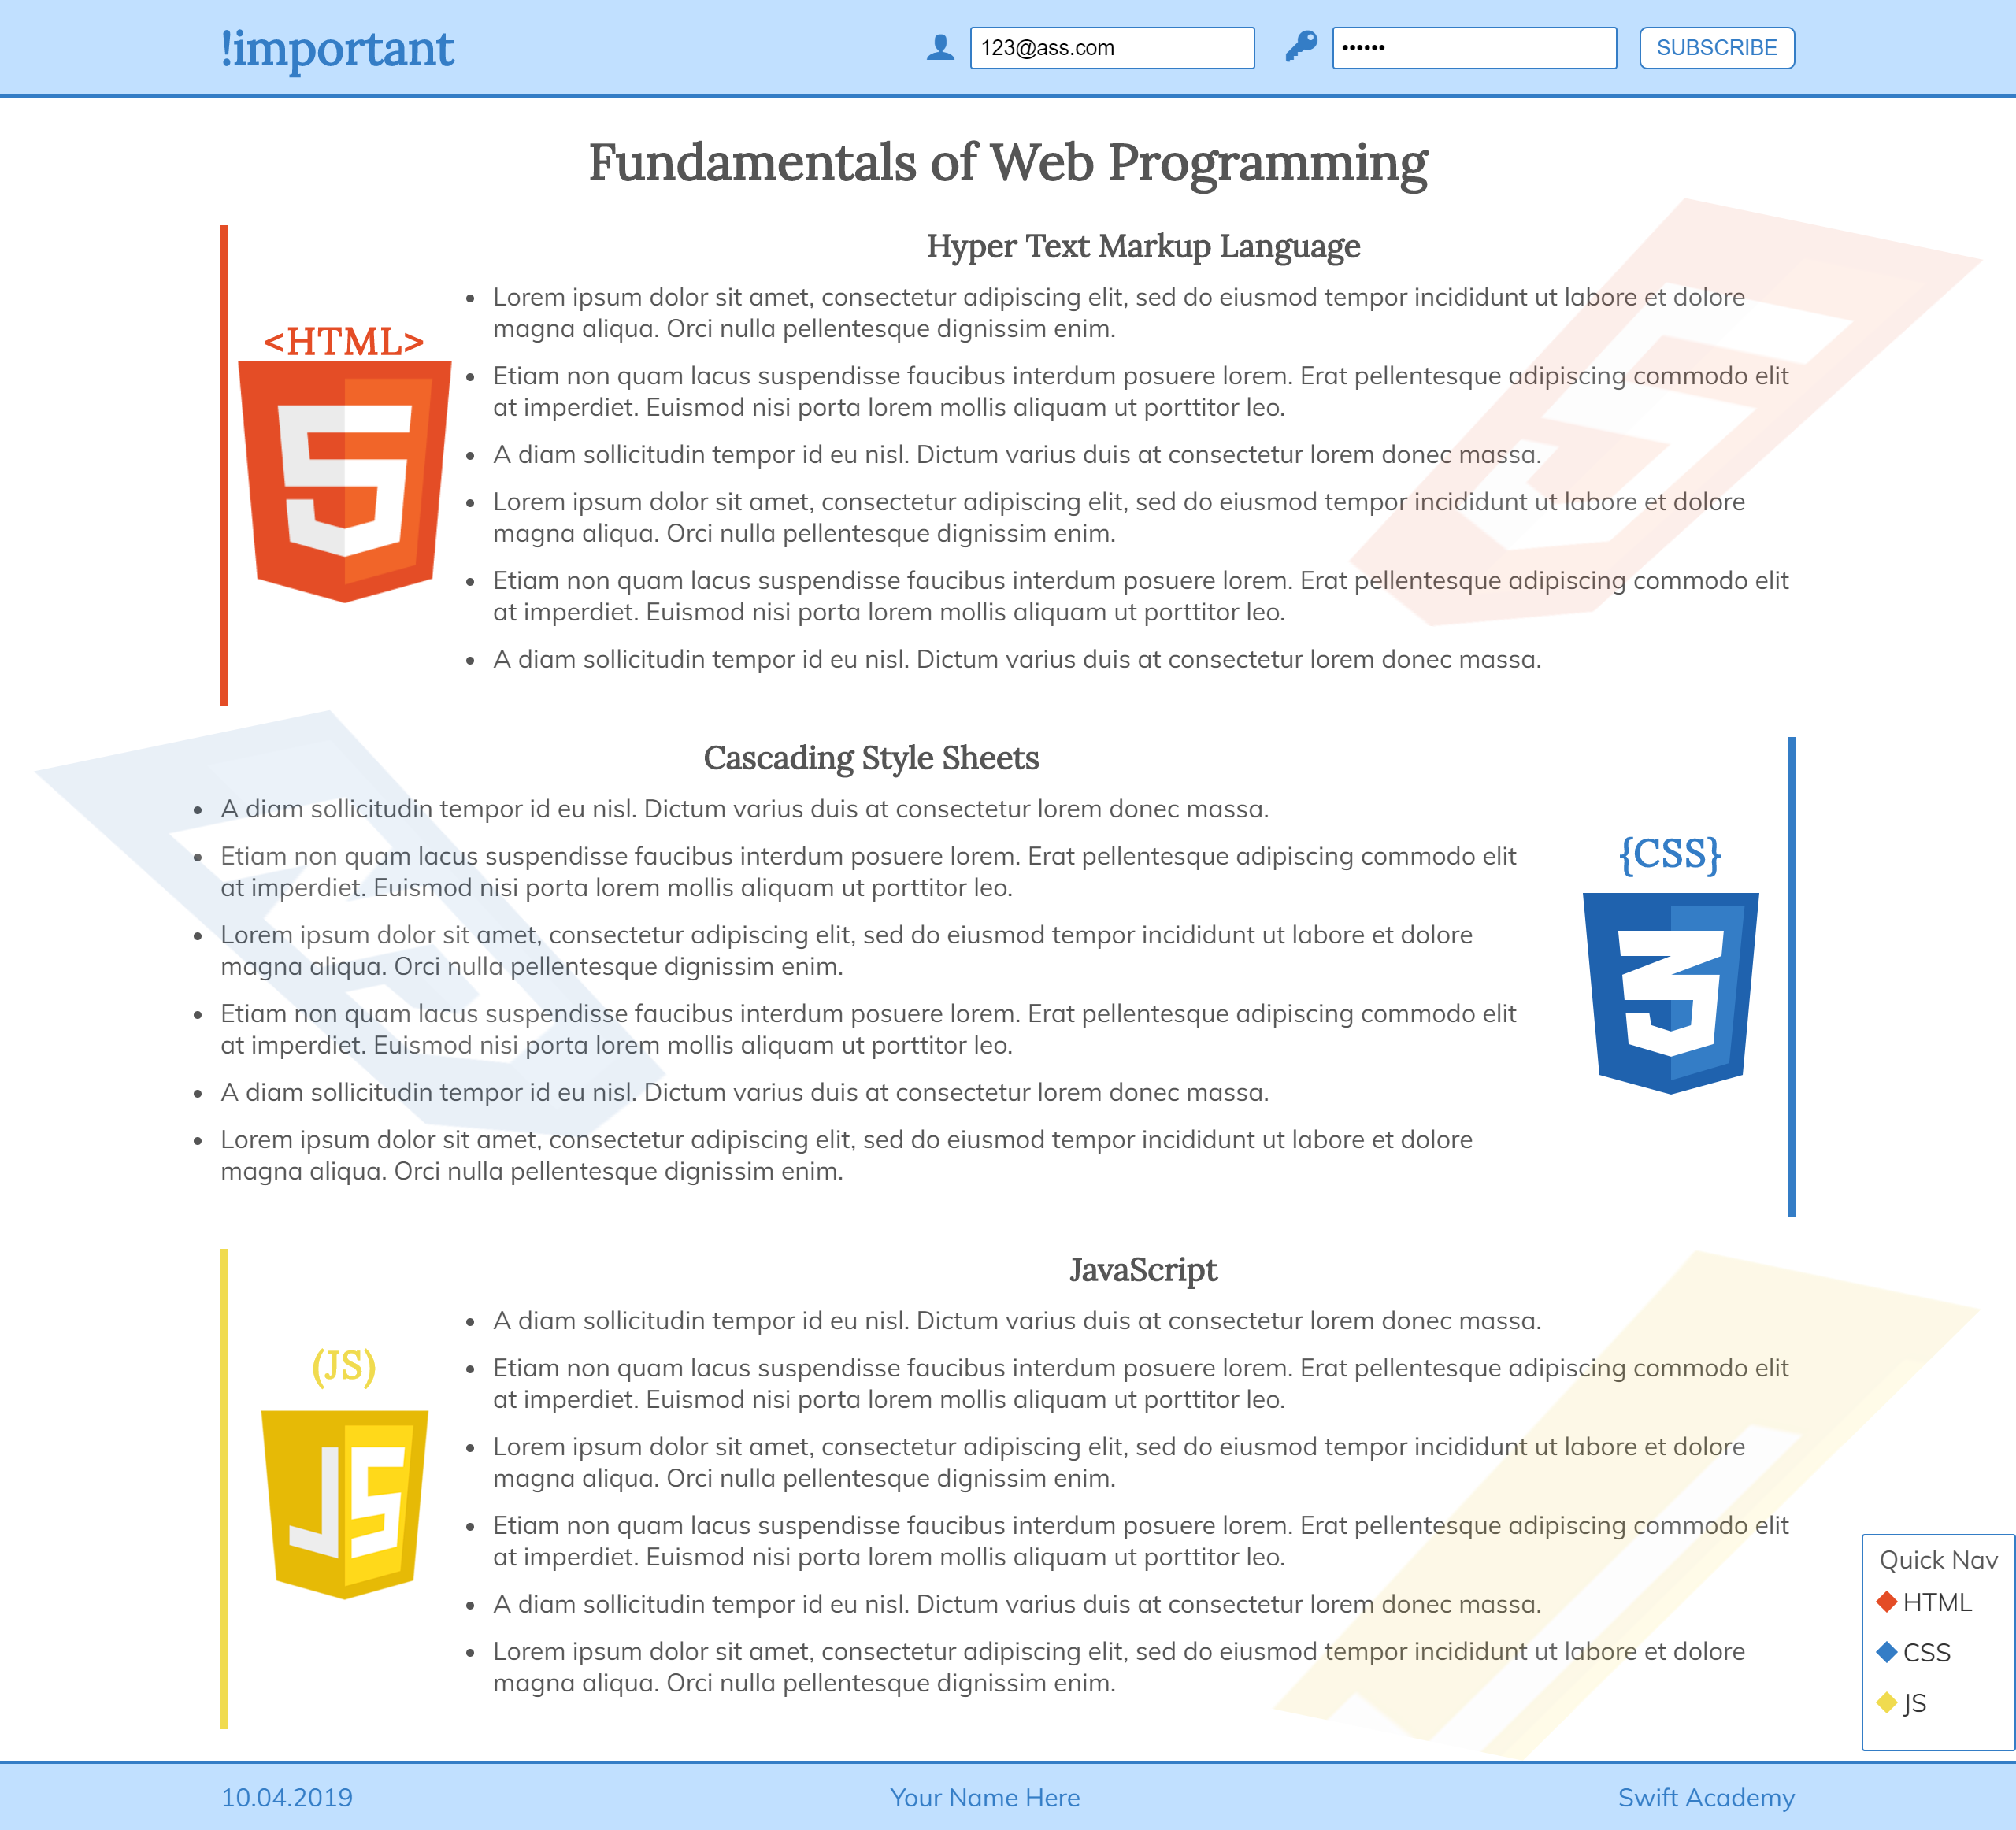 !important
123@ass.com
••••••
SUBSCRIBE
Fundamentals of Web Programming
<HTML>
Hyper Text Markup Language
• Lorem ipsum dolor sit amet, consectetur adipiscing elit, sed do eiusmod tempor incididunt ut labore et dolore
magna aliqua. Orci nulla pellentesque dignissim enim.
• Etiam non quam lacus suspendisse faucibus interdum posuere lorem. Erat pellentesque adipiscing commodo elit
at imperdiet. Euismod nisi porta lorem mollis aliquam ut porttitor leo.
• A diam sollicitudin tempor id eu nisl. Dictum varius duis at consectetur lorem donec massa.
• Lorem ipsum dolor sit amet, consectetur adipiscing elit, sed do eiusmod tempor incididunt ut labore et dolore
magna aliqua. Orci nulla pellentesque dignissim enim.
• Etiam non quam lacus suspendisse faucibus interdum posuere lorem. Erat pellentesque adipiscing commodo elit
at imperdiet. Euismod nisi porta lorem mollis aliquam ut porttitor leo.
• A diam sollicitudin tempor id eu nisl. Dictum varius duis at consectetur lorem donec massa.
Cascading Style Sheets
• A diam sollicitudin tempor id eu nisl. Dictum varius duis at consectetur lorem donec massa.
• Etiam non quam lacus suspendisse faucibus interdum posuere lorem. Erat pellentesque adipiscing commodo elit
at imperdiet. Euismod nisi porta lorem mollis aliquam ut porttitor leo.
• Lorem ipsum dolor sit amet, consectetur adipiscing elit, sed do eiusmod tempor incididunt ut labore et dolore
magna aliqua. Orci nulla pellentesque dignissim enim.
• Etiam non quam lacus suspendisse faucibus interdum posuere lorem. Erat pellentesque adipiscing commodo elit
at imperdiet. Euismod nisi porta lorem mollis aliquam ut porttitor leo.
• A diam sollicitudin tempor id eu nisl. Dictum varius duis at consectetur lorem donec massa.
• Lorem ipsum dolor sit amet, consectetur adipiscing elit, sed do eiusmod tempor incididunt ut labore et dolore
magna aliqua. Orci nulla pellentesque dignissim enim.
{CSS}
3
(JS)
JS
JavaScript
• A diam sollicitudin tempor id eu nisl. Dictum varius duis at consectetur lorem donec massa.
• Etiam non quam lacus suspendisse faucibus interdum posuere lorem. Erat pellentesque adipiscing commodo elit
at imperdiet. Euismod nisi porta lorem mollis aliquam ut porttitor leo.
• Lorem ipsum dolor sit amet, consectetur adipiscing elit, sed do eiusmod tempor incididunt ut labore et dolore
magna aliqua. Orci nulla pellentesque dignissim enim.
• Etiam non quam lacus suspendisse faucibus interdum posuere lorem. Erat pellentesque adipiscing commodo elit
at imperdiet. Euismod nisi porta lorem mollis aliquam ut porttitor leo.
• A diam sollicitudin tempor id eu nisl. Dictum varius duis at consectetur lorem donec massa.
• Lorem ipsum dolor sit amet, consectetur adipiscing elit, sed do eiusmod tempor incididunt ut labore et dolore
magna aliqua. Orci nulla pellentesque dignissim enim.
Quick Nav
HTML
CSS
JS
10.04.2019
Your Name Here
Swift Academy